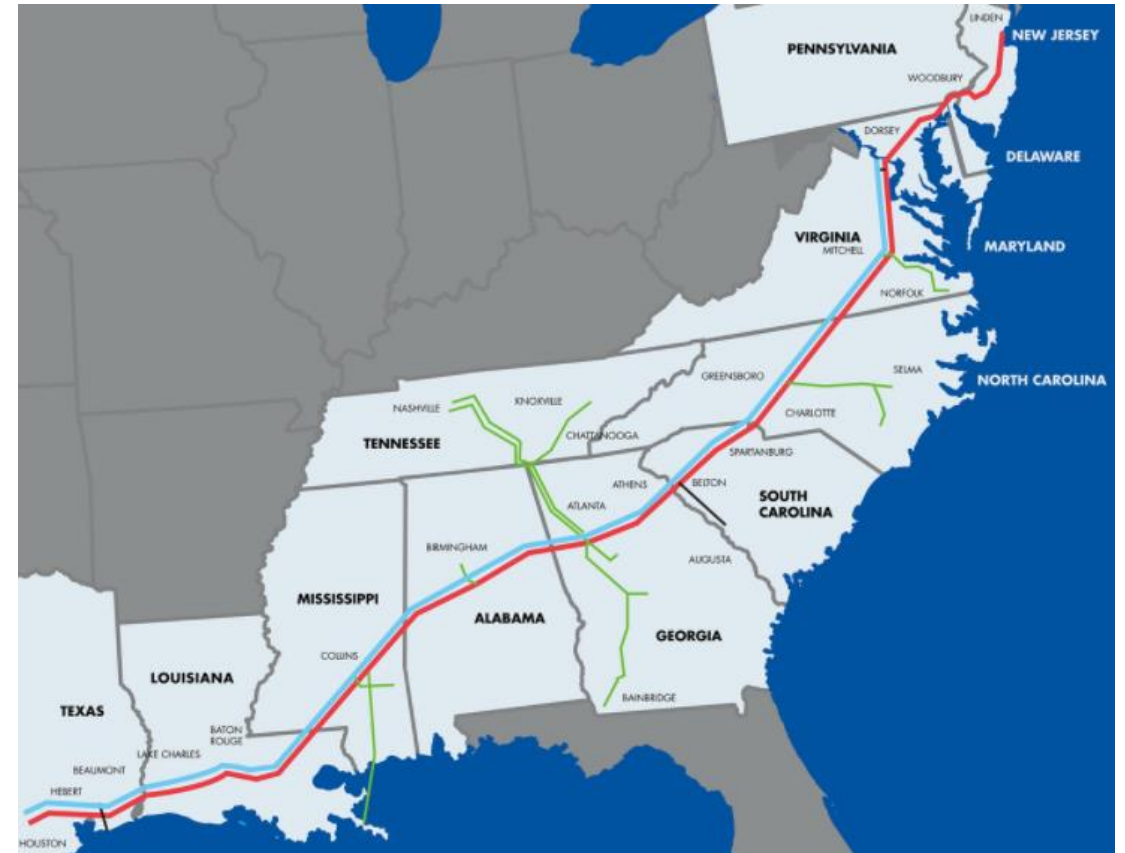 LINDEN
NEW JERSEY
PENNSYLVANIA
WOODBURY
DORSEY
DELAWARE
VIRGINIA
MITCHELL
MARYLAND
NORFOLK
GREENSBORO
SELMA
NORTH CAROLINA
NASHVILLE
KNOXVILLE
CHARLOTTE
TENNESSEE
CHATTANOOGA
SPARTANBURG
ATHENS
BELTON
ATLANTA
SOUTH
CAROLINA
BIRMINGHAM
AUGUSTA
MISSISSIPPI
ALABAMA
GEORGIA
COLLINS
LOUISIANA
BAINBRIDGE
TEXAS
BATON
ROUGE
LAKE CHARLES
BEAUMONT
HEBERT
HOUSTON